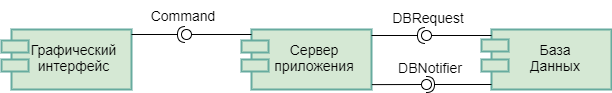 Command
DBRequest
Графический
интерфейс
Сервер
приложения
База
Данных
DBNotifier